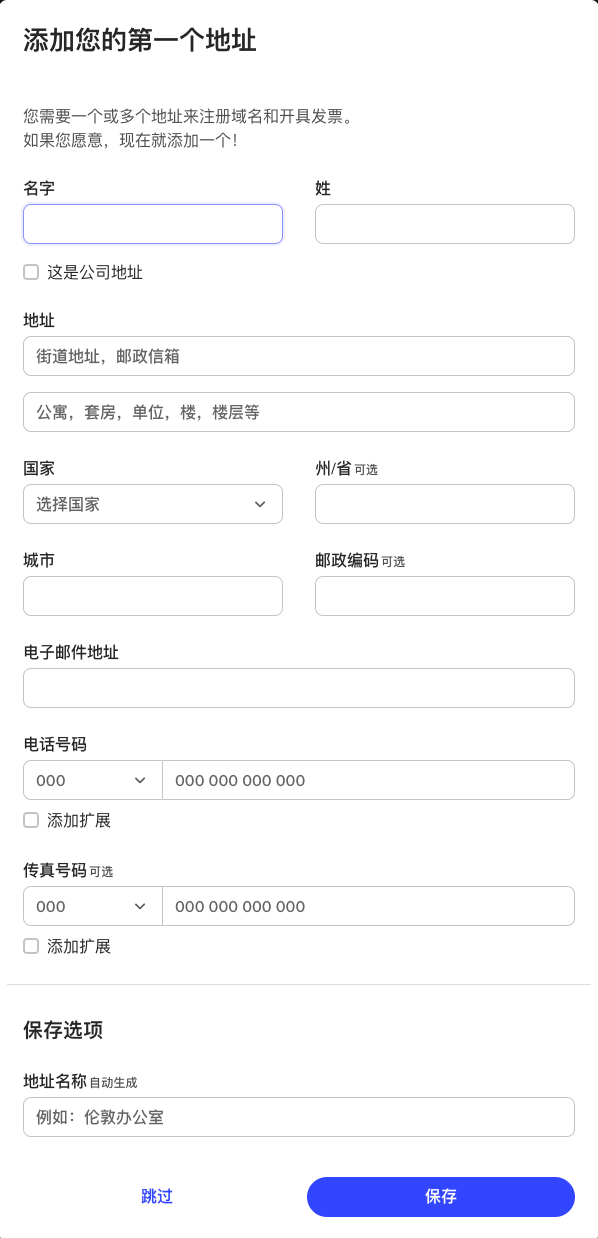 添加您的第一个地址
您需要一个或多个地址来注册域名和开具发票。
如果您愿意，现在就添加一个！
名字
姓
这是公司地址
地址
街道地址，邮政信箱
公寓，套房，单位，楼，楼层等
国家
州/省 可选
选择国家
城市
邮政编码 可选
电子邮件地址
电话号码
000
000 000 000 000
添加扩展
传真号码 可选
000
000 000 000 000
添加扩展
保存选项
地址名称 自动生成
例如：伦敦办公室
跳过
保存